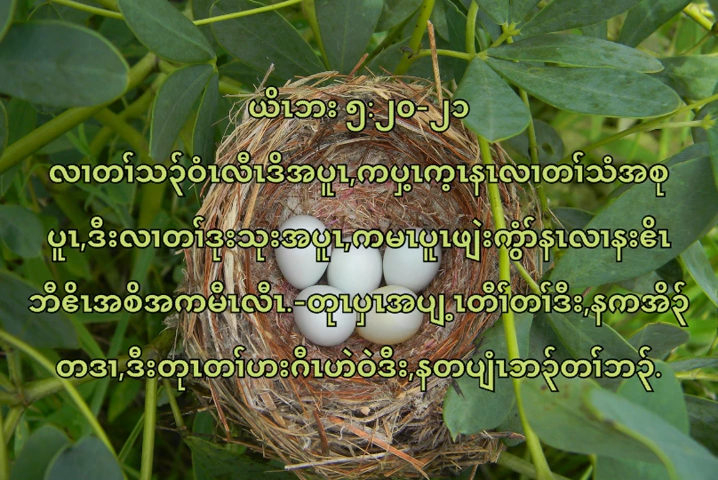 ယိၤဘး ၅:၂၀-၂၁
လၢတၢ်သၣ်ဝံၤလီၤဒိအပူၤ,ကပှ့ၤက့ၤနၤလၢတၢ်သံအစု
ပူၤ,ဒီးလၢတၢ်ဒုးသုးအပူၤ,ကမၤပူၤဖျဲးကွံာ်နၤလၢနးဧိၤ
ဘီဧိၤအစိအကမီၤလီၤ.-တုၤပှၤအပျ့ၤတီၢ်တၢ်ဒီး,နကအိၣ်
တဒၢ,ဒီးတုၤတၢ်ဟးဂီၤဟဲဝဲဒီး,နတပျံၤဘၣ်တၢ်ဘၣ်.